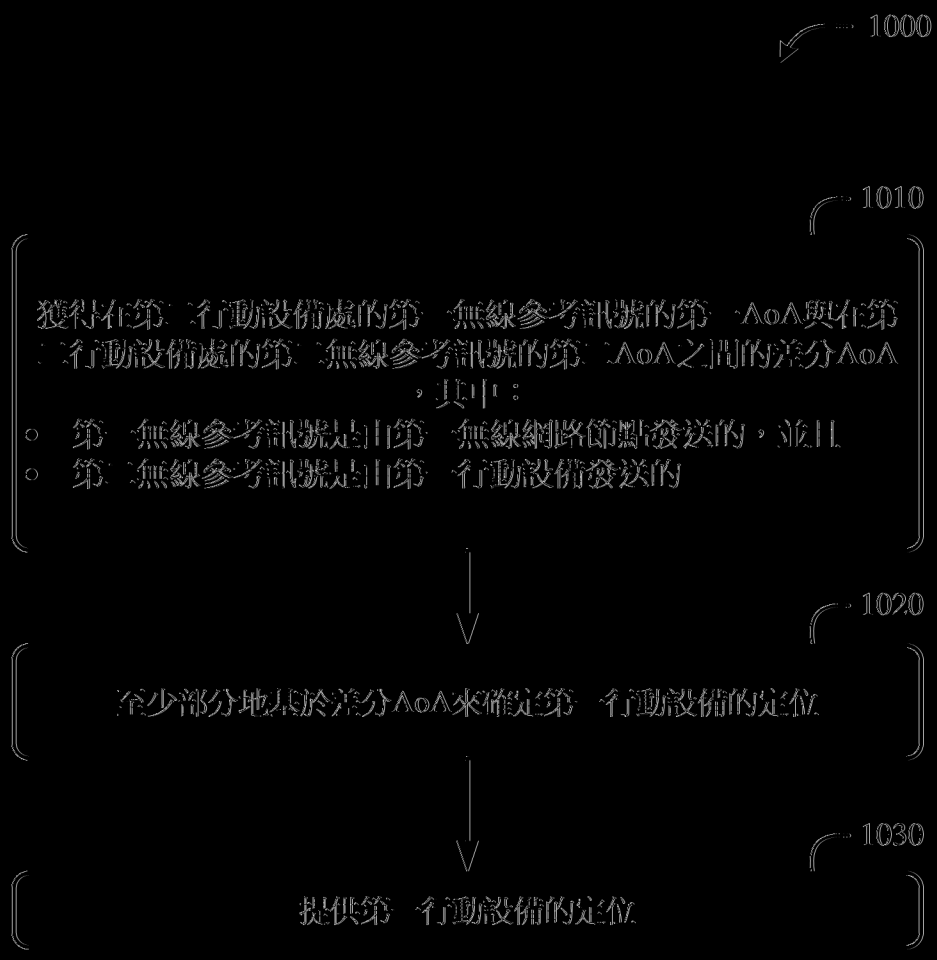 1000
1010
獲得在第二行動設備處的第一無線參考訊號的第一AoA與在第
二行動設備處的第二無線參考訊號的第二AoA之間的差分AoA
,其中:
○ 第一無線參考訊號是由第一無線網路節點發送的,並且
○ 第二無線參考訊號是由第一行動設備發送的
1020
至少部分地基於差分AoA來確定第一行動設備的定位
1030
提供第一行動設備的定位